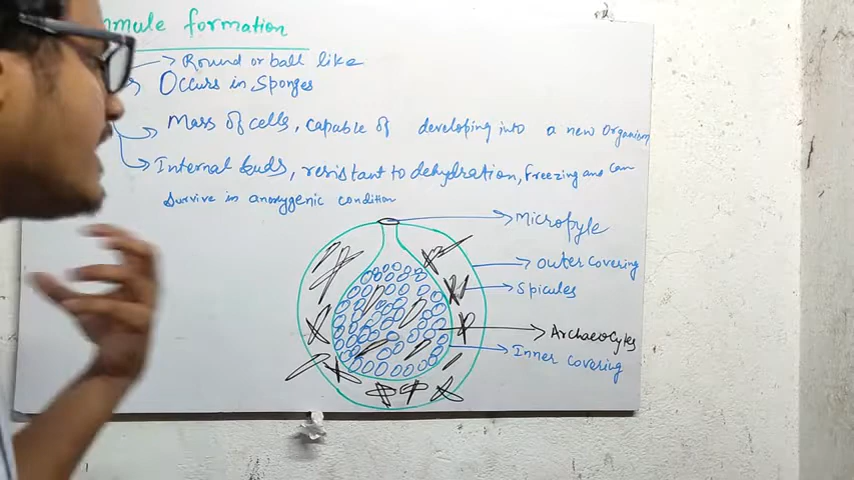 mmule formation
Round or ball like
Occurs in Sponges
Mass of cells, capable of developing into a new organism
Internal buds, resistant to dehydration, freezing and can
survive in anoxygenic condition
Micropyle
outer covering
Spicules
Archaeocytes
Inner covering